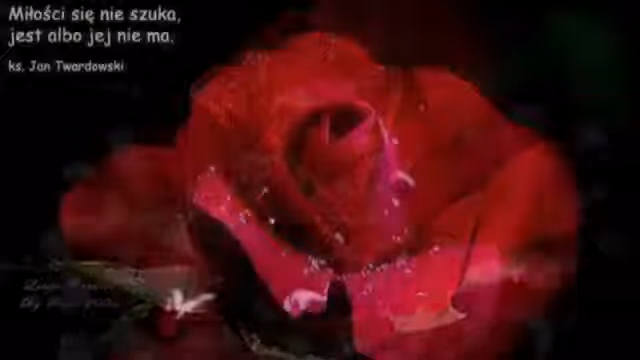 Miłości się nie szuka,
jest albo jej nie ma.
ks. Jan Twardowski